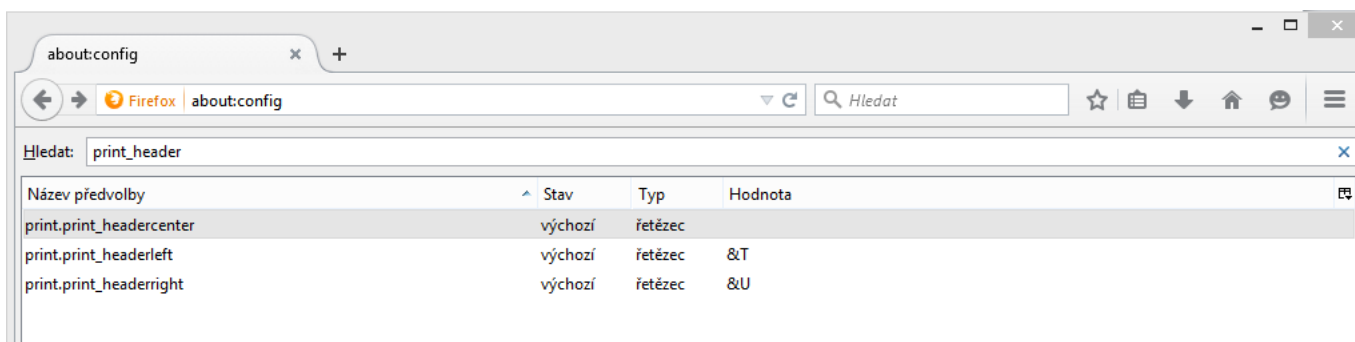 about:config
Firefox about:config Hledat
Hledat: print_header
Název předvolby Stav Typ Hodnota
print.print_headercenter výchozí řetězec
print.print_headerleft výchozí řetězec &T
print.print_headerright výchozí řetězec &U